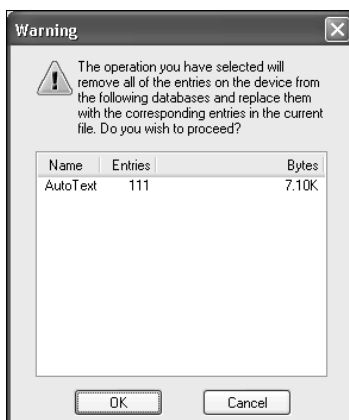 Warning
The operation you have selected will
remove all of the entries on the device from
the following databases and replace them
with the corresponding entries in the current
file. Do you wish to proceed?
Name Entries Bytes
AutoText 111 7.10K
OK Cancel